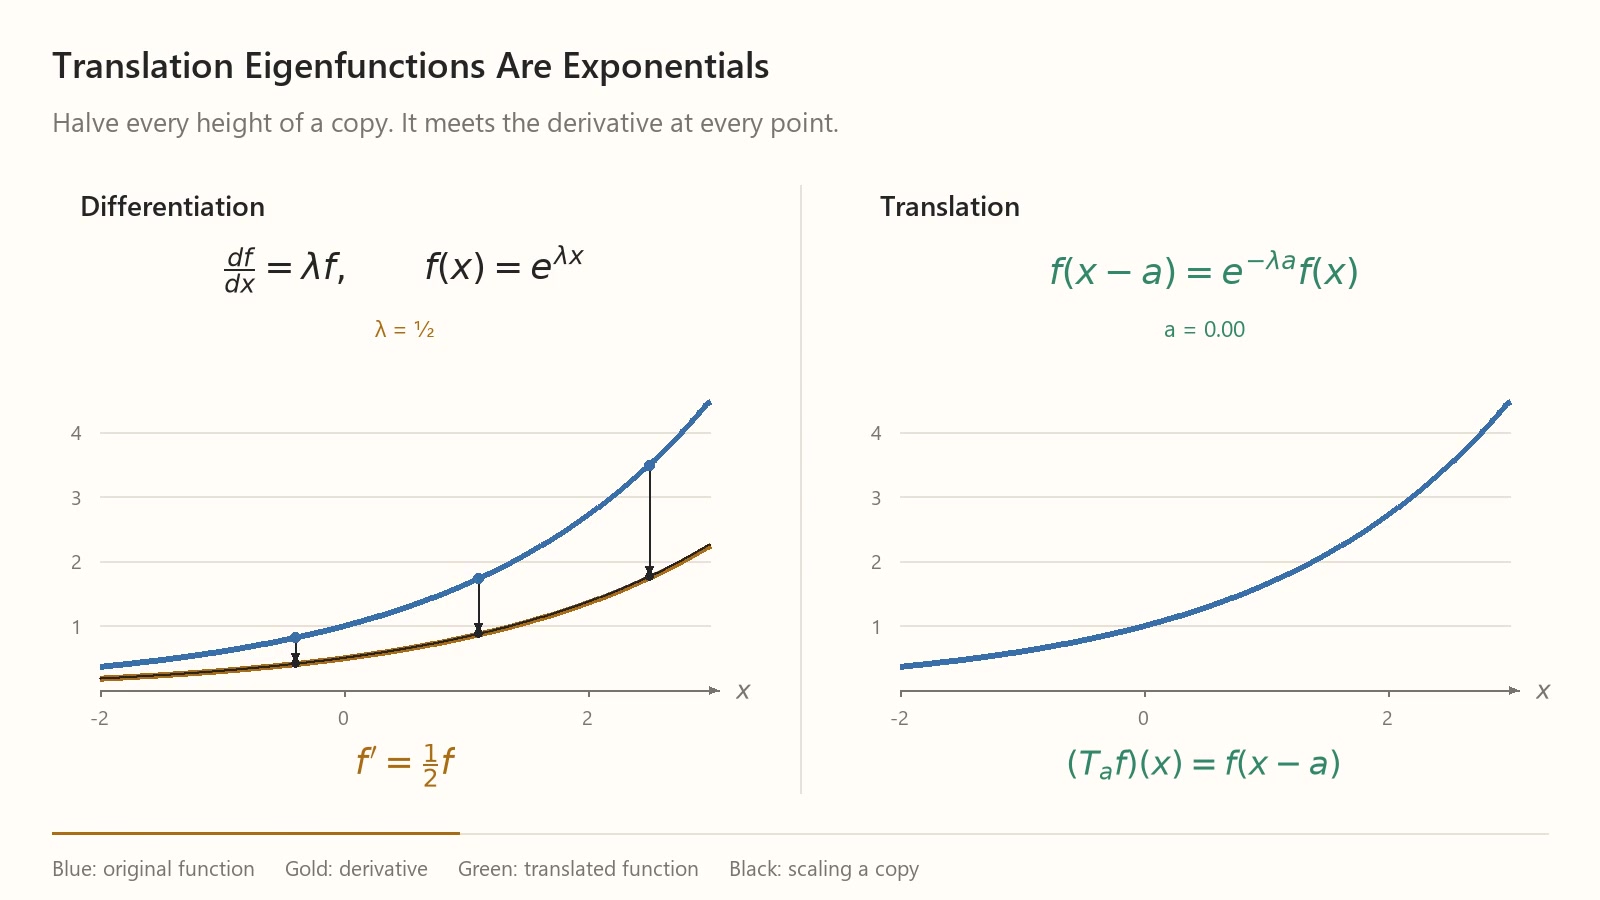 Translation Eigenfunctions Are Exponentials
Halve every height of a copy. It meets the derivative at every point.
Differentiation
df/dx = λf,    f(x) = e^{λx}
λ = ½
4
3
2
1
-2 0 2 x
f′ = 1/2 f
Translation
f(x − a) = e^{−λa} f(x)
a = 0.00
4
3
2
1
-2 0 2 x
(T_a f)(x) = f(x − a)
Blue: original function    Gold: derivative    Green: translated function    Black: scaling a copy